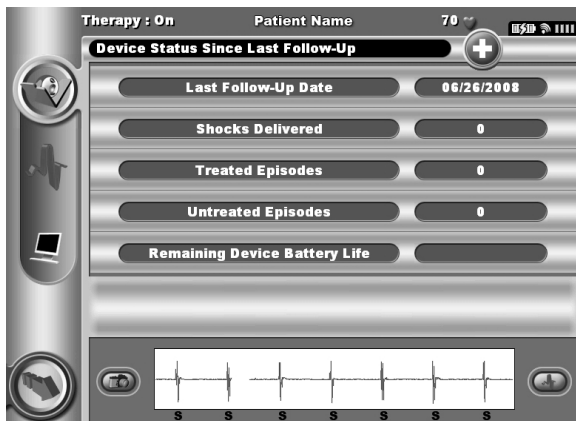 Therapy : On Patient Name 70
Device Status Since Last Follow-Up
Last Follow-Up Date 06/26/2008
Shocks Delivered 0
Treated Episodes 0
Untreated Episodes 0
Remaining Device Battery Life
S S S S S S S